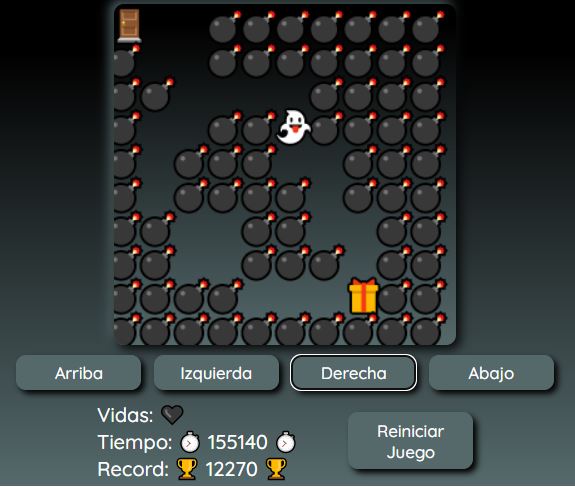 Arriba
Izquierda
Derecha
Abajo
Vidas:
Tiempo: 155140
Record: 12270
Reiniciar
Juego